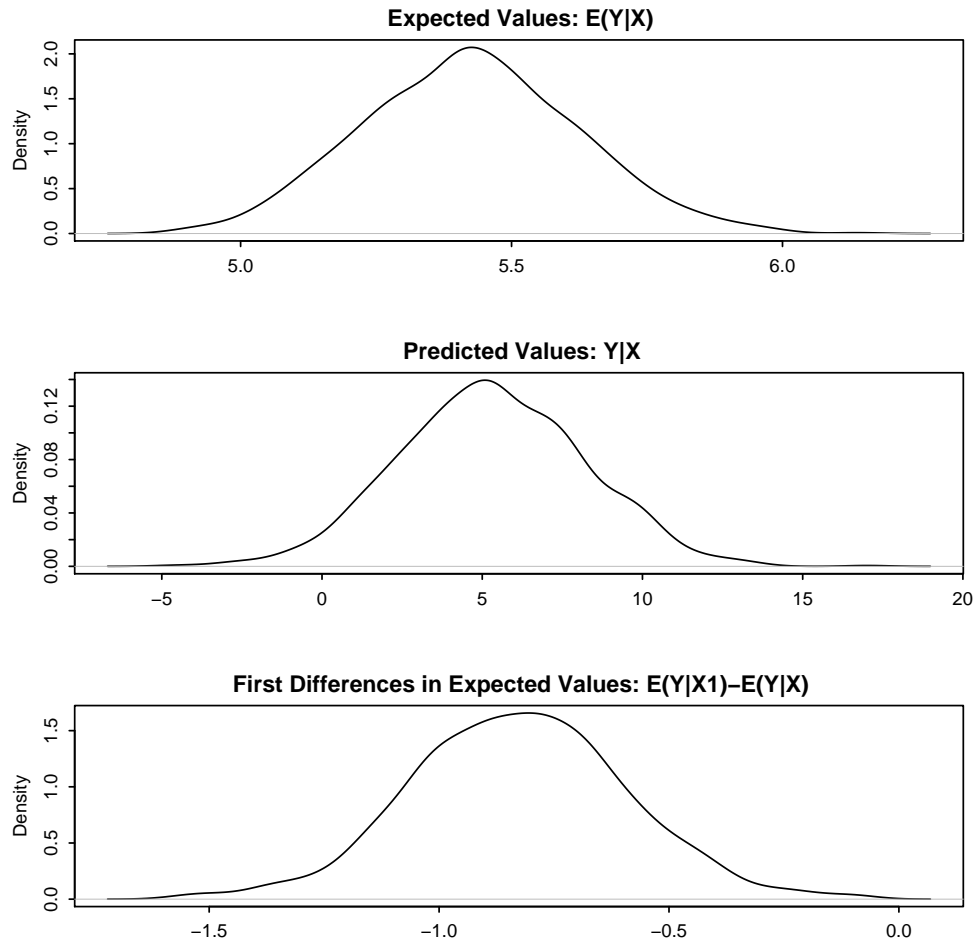 Expected Values: E(Y|X)
Density
0.0 0.5 1.0 1.5 2.0
5.0 5.5 6.0
Predicted Values: Y|X
Density
0.00 0.04 0.08 0.12
−5 0 5 10 15 20
First Differences in Expected Values: E(Y|X1)−E(Y|X)
Density
0.0 0.5 1.0 1.5
−1.5 −1.0 −0.5 0.0